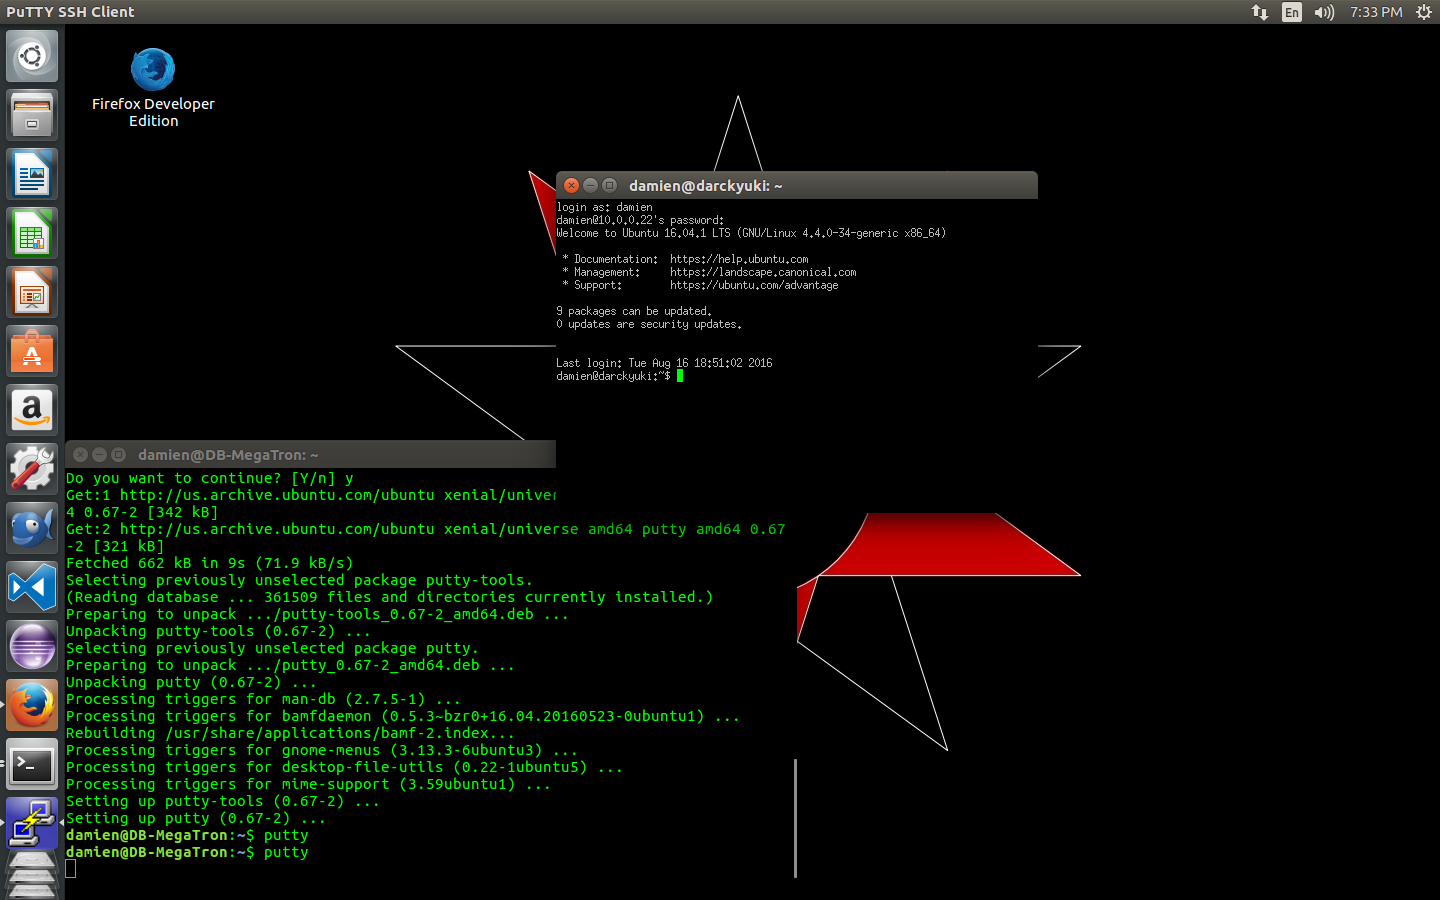 PuTTY SSH Client
En
7:33 PM
Firefox Developer
Edition
damien@darckyuki: ~
login as: damien
damien@10.0.0.22's password:
Welcome to Ubuntu 16.04.1 LTS (GNU/Linux 4.4.0-34-generic x86_64)
* Documentation: https://help.ubuntu.com
* Management: https://landscape.canonical.com
* Support: https://ubuntu.com/advantage
9 packages can be updated.
0 updates are security updates.
Last login: Tue Aug 16 18:51:02 2016
damien@darckyuki:~$
damien@DB-MegaTron: ~
Do you want to continue? [Y/n] y
Get:1 http://us.archive.ubuntu.com/ubuntu xenial/univer
4 0.67-2 [342 kB]
Get:2 http://us.archive.ubuntu.com/ubuntu xenial/universe amd64 putty amd64 0.67
-2 [321 kB]
Fetched 662 kB in 9s (71.9 kB/s)
Selecting previously unselected package putty-tools.
(Reading database ... 361509 files and directories currently installed.)
Preparing to unpack .../putty-tools_0.67-2_amd64.deb ...
Unpacking putty-tools (0.67-2) ...
Selecting previously unselected package putty.
Preparing to unpack .../putty_0.67-2_amd64.deb ...
Unpacking putty (0.67-2) ...
Processing triggers for man-db (2.7.5-1) ...
Processing triggers for bamfdaemon (0.5.3~bzr0+16.04.20160523-0ubuntu1) ...
Rebuilding /usr/share/applications/bamf-2.index...
Processing triggers for gnome-menus (3.13.3-6ubuntu3) ...
Processing triggers for desktop-file-utils (0.22-1ubuntu5) ...
Processing triggers for mime-support (3.59ubuntu1) ...
Setting up putty-tools (0.67-2) ...
Setting up putty (0.67-2) ...
damien@DB-MegaTron:~$ putty
damien@DB-MegaTron:~$ putty